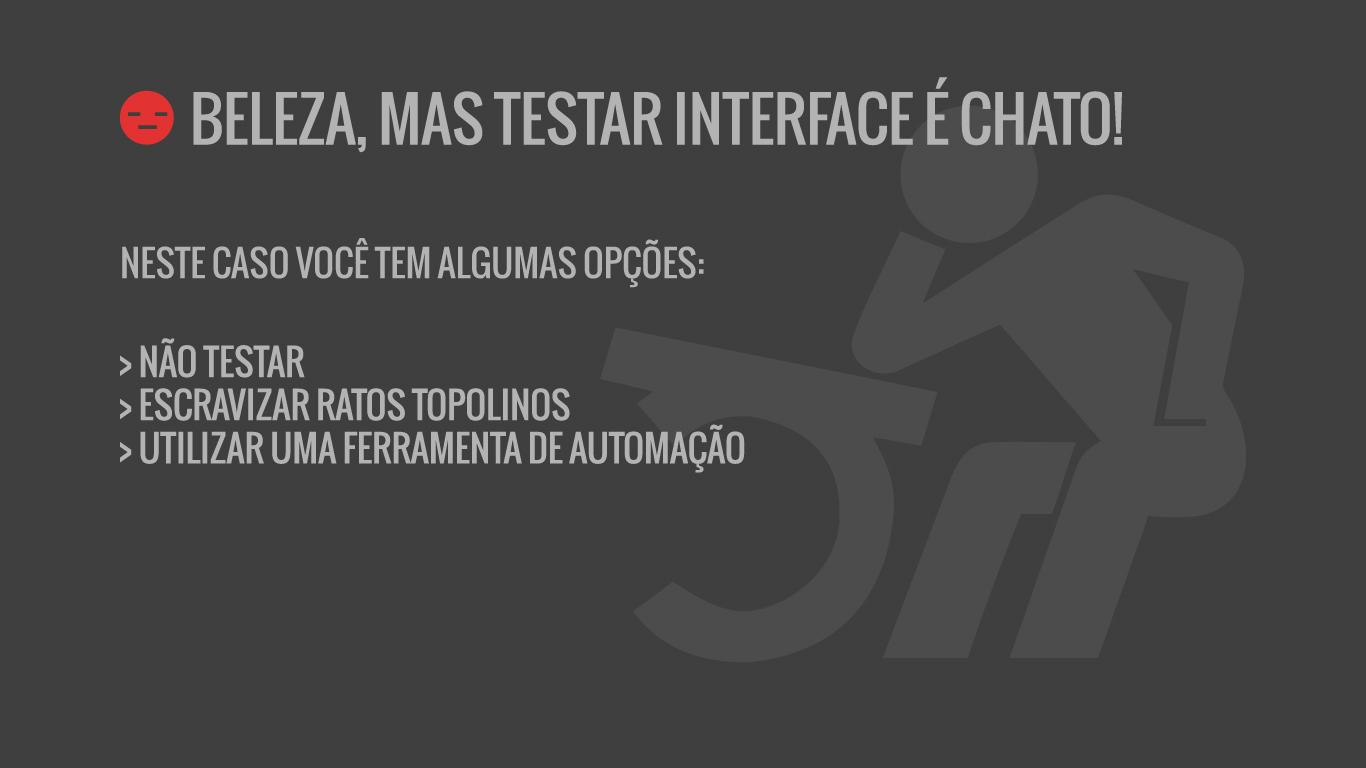 BELEZA, MAS TESTAR INTERFACE É CHATO!
NESTE CASO VOCÊ TEM ALGUMAS OPÇÕES:
> NÃO TESTAR
> ESCRAVIZAR RATOS TOPOLINOS
> UTILIZAR UMA FERRAMENTA DE AUTOMAÇÃO